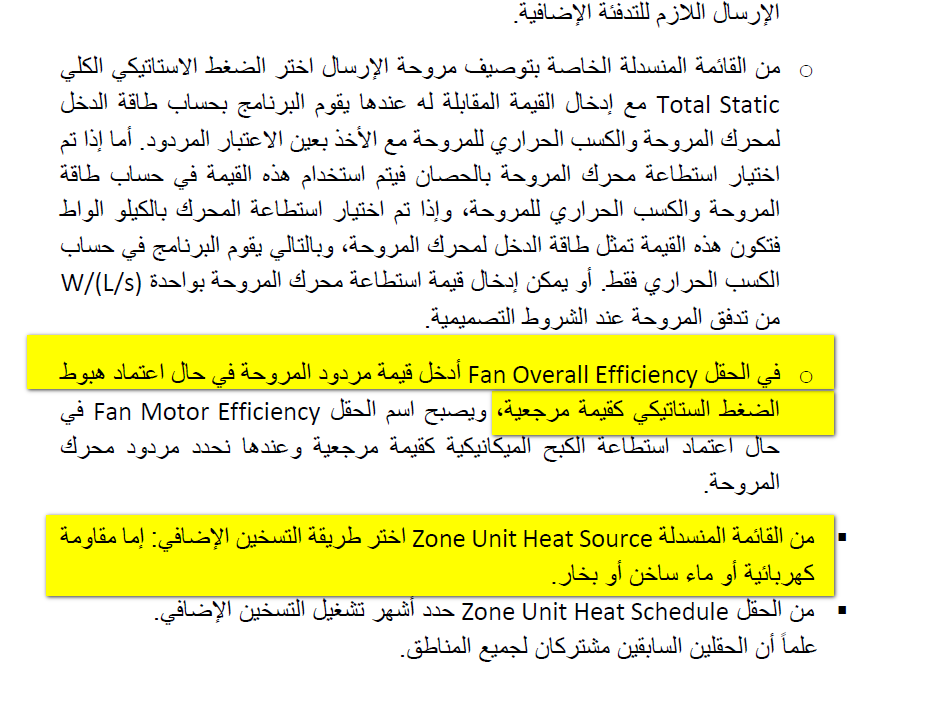 الإرسال اللازم للتدفئة الإضافية.
○ من القائمة المنسدلة الخاصة بتوصيف مروحة الإرسال اختر الضغط الاستاتيكي الكلي
Total Static مع إدخال القيمة المقابلة له عندها يقوم البرنامج بحساب طاقة الدخل
لمحرك المروحة والكسب الحراري للمروحة مع الأخذ بعين الاعتبار المردود. أما إذا تم
اختيار استطاعة محرك المروحة بالحصان فيتم استخدام هذه القيمة في حساب طاقة
المروحة والكسب الحراري للمروحة، وإذا تم اختيار استطاعة المحرك بالكيلو الواط
فتكون هذه القيمة تمثل طاقة الدخل لمحرك المروحة، وبالتالي يقوم البرنامج في حساب
الكسب الحراري فقط. أو يمكن إدخال قيمة استطاعة محرك المروحة بواحدة W/(L/s)
من تدفق المروحة عند الشروط التصميمية.
○ في الحقل Fan Overall Efficiency أدخل قيمة مردود المروحة في حال اعتماد هبوط
الضغط الستاتيكي كقيمة مرجعية، ويصبح اسم الحقل Fan Motor Efficiency في
حال اعتماد استطاعة الكبح الميكانيكية كقيمة مرجعية وعندها نحدد مردود محرك
المروحة.
▪ من القائمة المنسدلة Zone Unit Heat Source اختر طريقة التسخين الإضافي: إما مقاومة
كهربائية أو ماء ساخن أو بخار.
▪ من الحقل Zone Unit Heat Schedule حدد أشهر تشغيل التسخين الإضافي.
علماً أن الحقلين السابقين مشتركان لجميع المناطق.